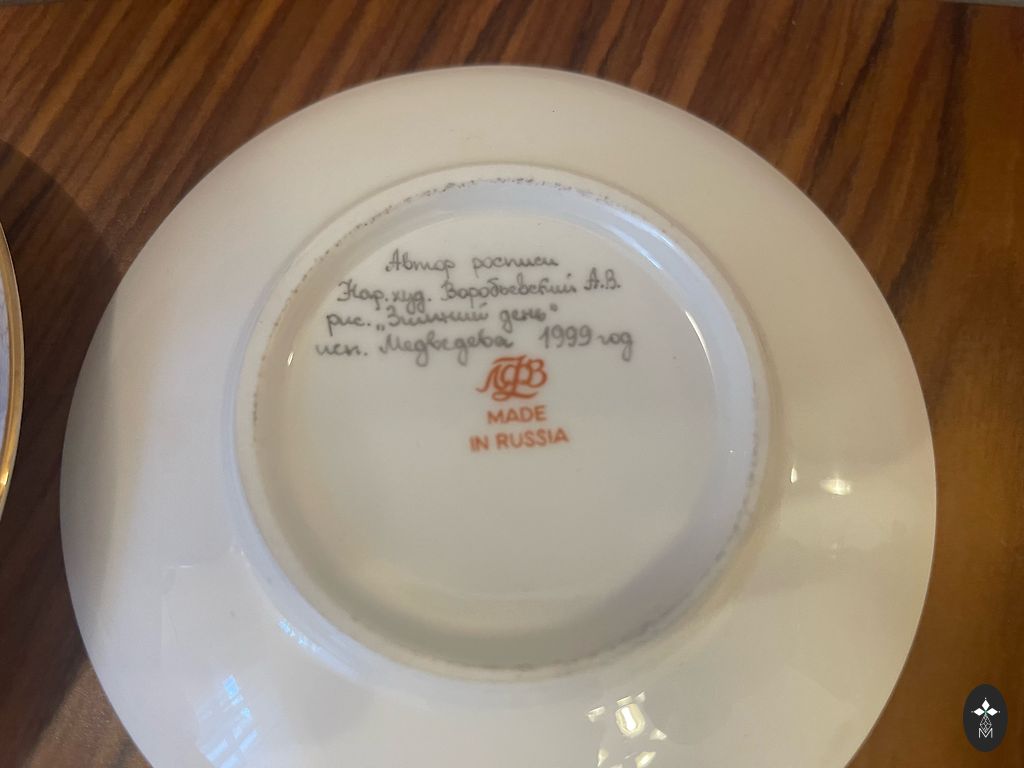 Автор росписи
Нар.худ. Воробьевский А.В.
рис. „Зимний день"
исп. Медведева 1999 год
ЛФЗ
MADE
IN RUSSIA
M